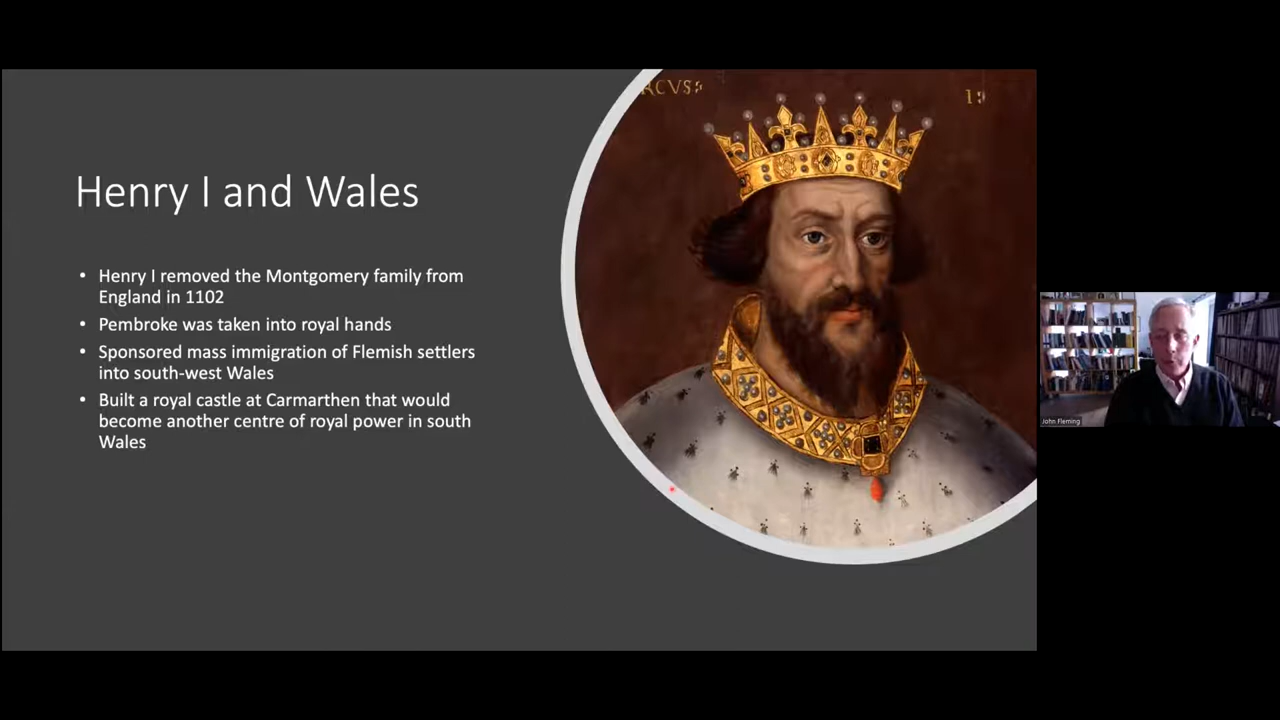 RCVS
19
Henry I and Wales
• Henry I removed the Montgomery family from
England in 1102
• Pembroke was taken into royal hands
• Sponsored mass immigration of Flemish settlers
into south-west Wales
• Built a royal castle at Carmarthen that would
become another centre of royal power in south
Wales
John Fleming